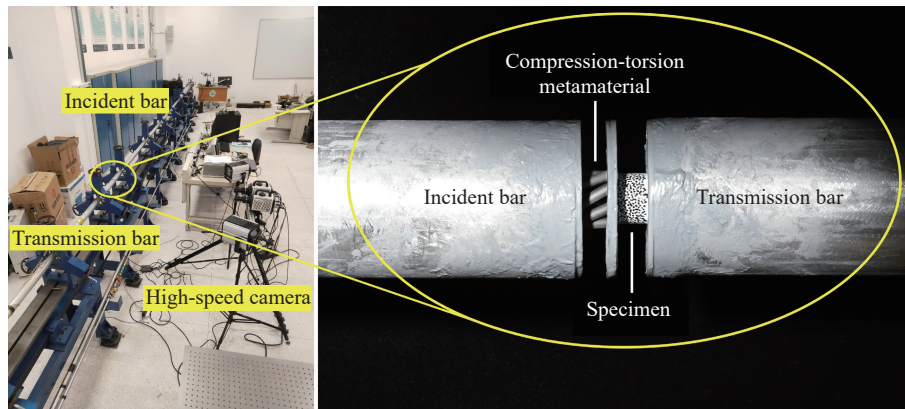 Incident bar
Transmission bar
High-speed camera
Compression-torsion
metamaterial
Incident bar
Transmission bar
Specimen